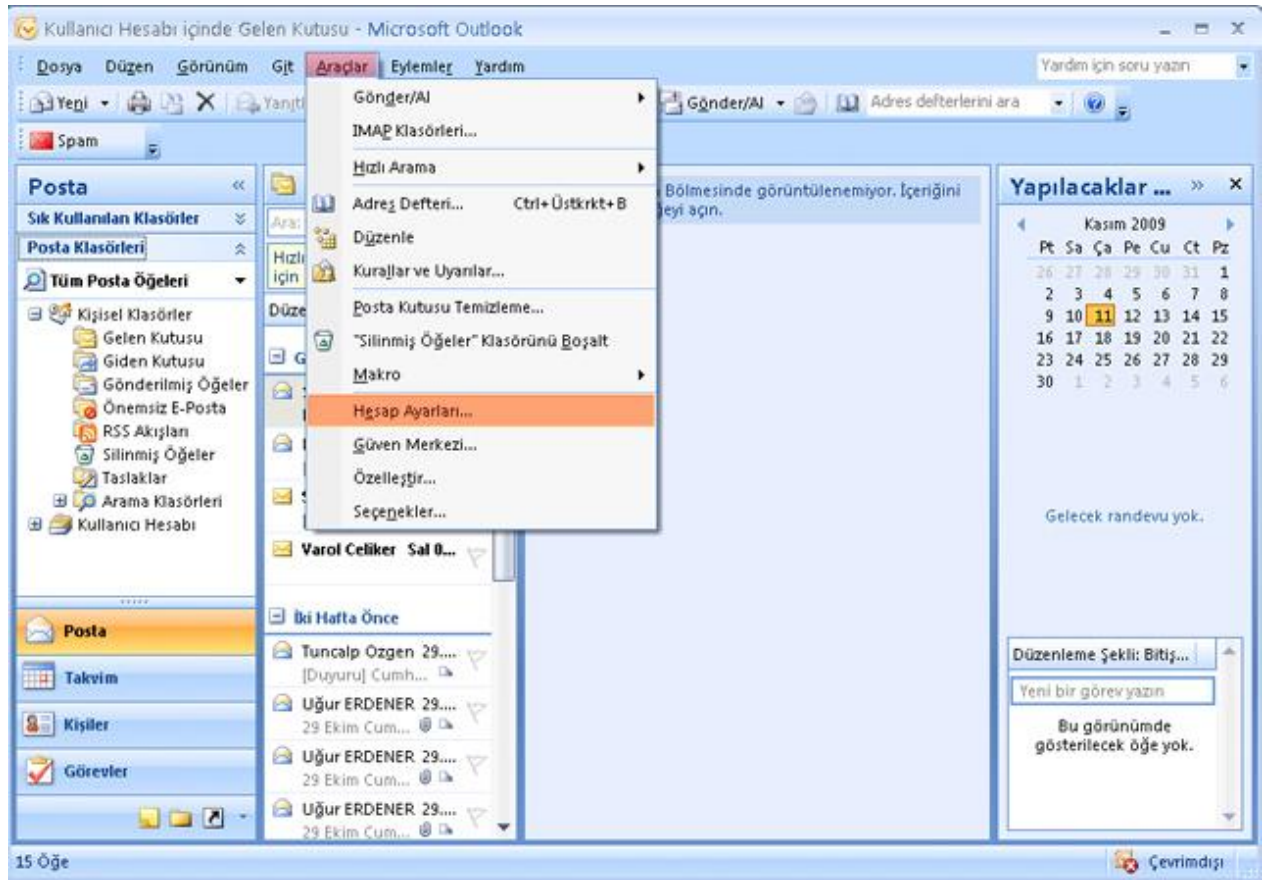 Kullanıcı Hesabı içinde Gelen Kutusu - Microsoft Outlook
Dosya Düzen Görünüm Git Araçlar Eylemler Yardım
Yardım için soru yazın
Yeni
Gönder/Al
Adres defterlerini ara
Spam
Gönder/Al
IMAP Klasörleri...
Hızlı Arama
Adres Defteri... Ctrl+Üstkrkt+B
Düzenle
Kurallar ve Uyarılar...
Posta Kutusu Temizleme...
"Silinmiş Öğeler" Klasörünü Boşalt
Makro
Hesap Ayarları...
Güven Merkezi...
Özelleştir...
Seçenekler...
Posta
Sık Kullanılan Klasörler
Posta Klasörleri
Tüm Posta Öğeleri
Kişisel Klasörler
Gelen Kutusu
Giden Kutusu
Gönderilmiş Öğeler
Önemsiz E-Posta
RSS Akışları
Silinmiş Öğeler
Taslaklar
Arama Klasörleri
Kullanıcı Hesabı
Posta
Takvim
Kişiler
Görevler
Ara:
için
Varol Celiker Sal 0...
İki Hafta Önce
Tuncalp Ozgen 29....
[Duyuru] Cumh...
Uğur ERDENER 29....
29 Ekim Cum...
Uğur ERDENER 29....
29 Ekim Cum...
Uğur ERDENER 29....
29 Ekim Cum...
Bölmesinde görüntülenemiyor. İçeriğini
açın.
Yapılacaklar ...
Kasım 2009
Pt Sa Ça Pe Cu Ct Pz
26 27 28 29 30 31 1
2 3 4 5 6 7 8
9 10 11 12 13 14 15
16 17 18 19 20 21 22
23 24 25 26 27 28 29
30 1 2 3 4 5 6
Gelecek randevu yok.
Düzenleme Şekli: Bitiş...
Yeni bir görev yazın
Bu görünümde
gösterilecek öğe yok.
15 Öğe
Çevrimdışı